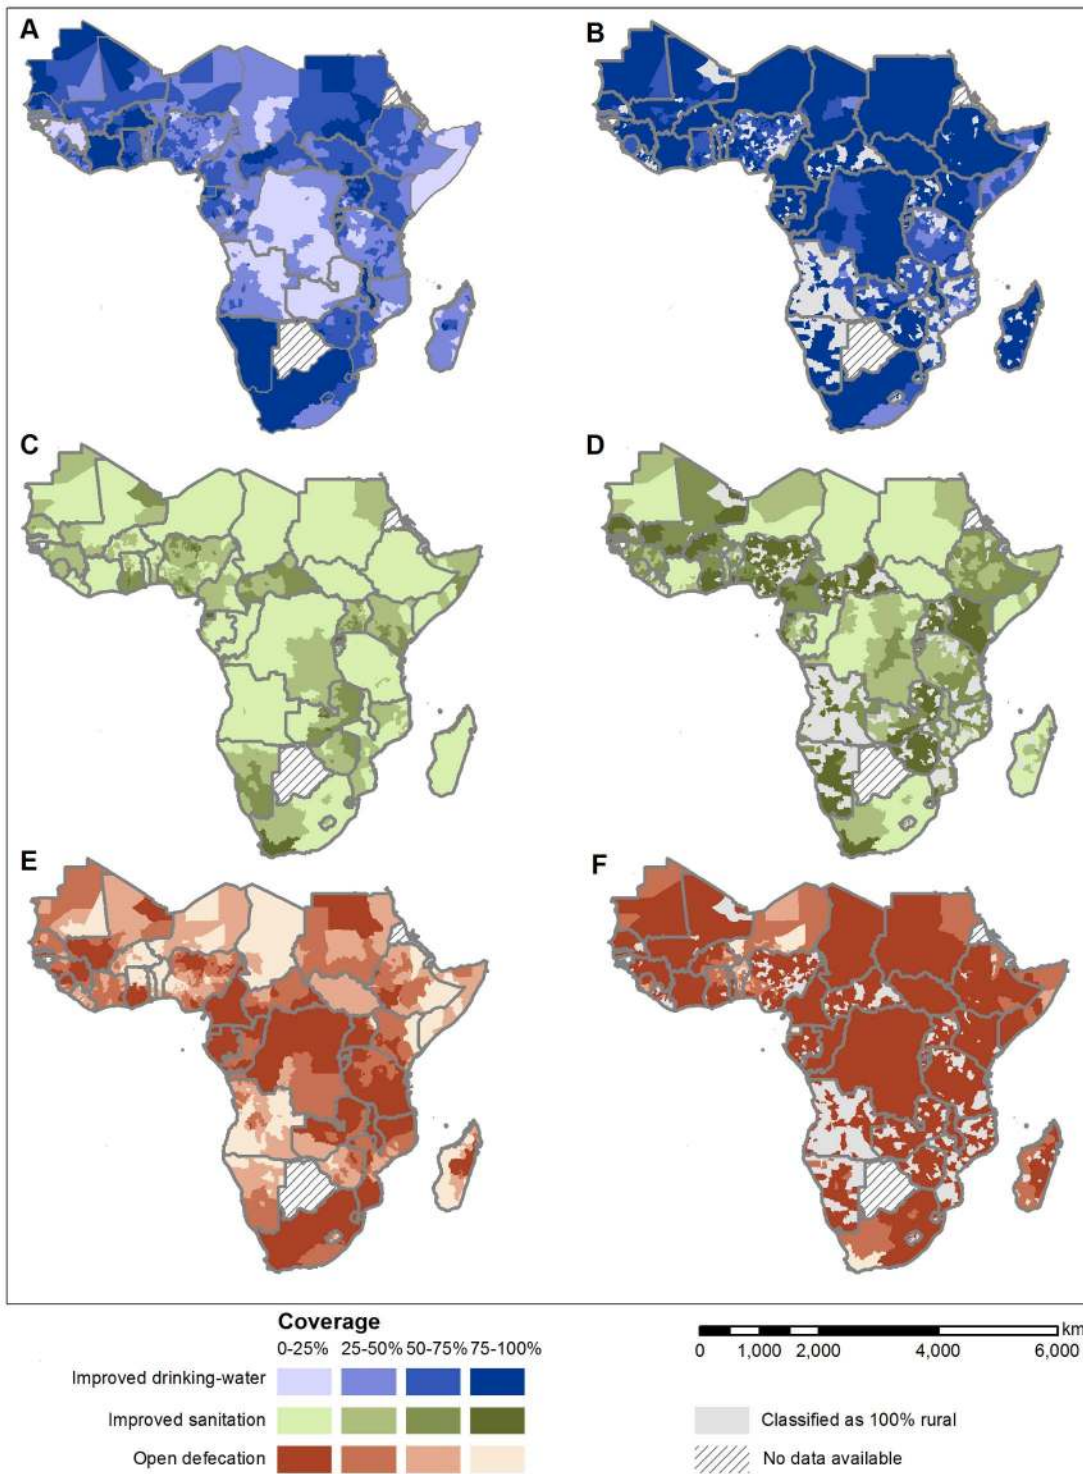 A
B
C
D
E
F
Coverage
0-25% 25-50% 50-75% 75-100%
Improved drinking-water
Improved sanitation
Open defecation
km
0 1,000 2,000 4,000 6,000
Classified as 100% rural
No data available